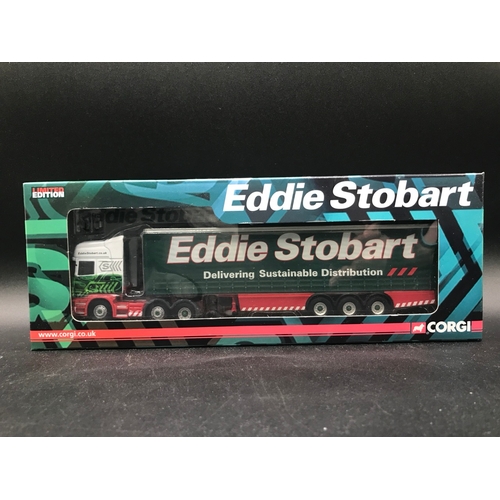 LIMITED
EDITION
Eddie Stobart
Eddie Stobart
Delivering Sustainable Distribution
www.corgi.co.uk
CORGI